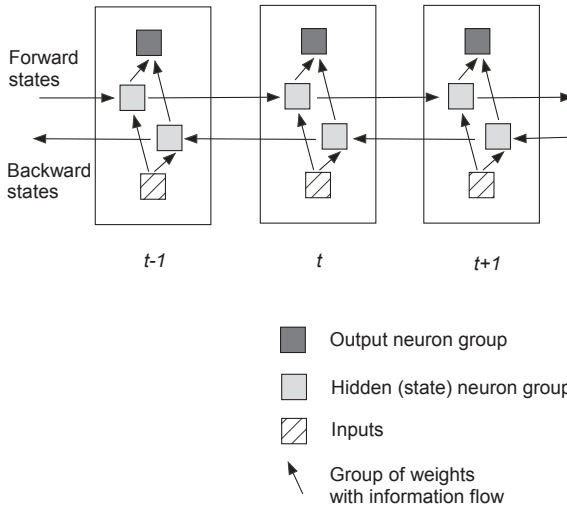 Forward
states
Backward
states
t-1
t
t+1
Output neuron group
Hidden (state) neuron group
Inputs
Group of weights
with information flow